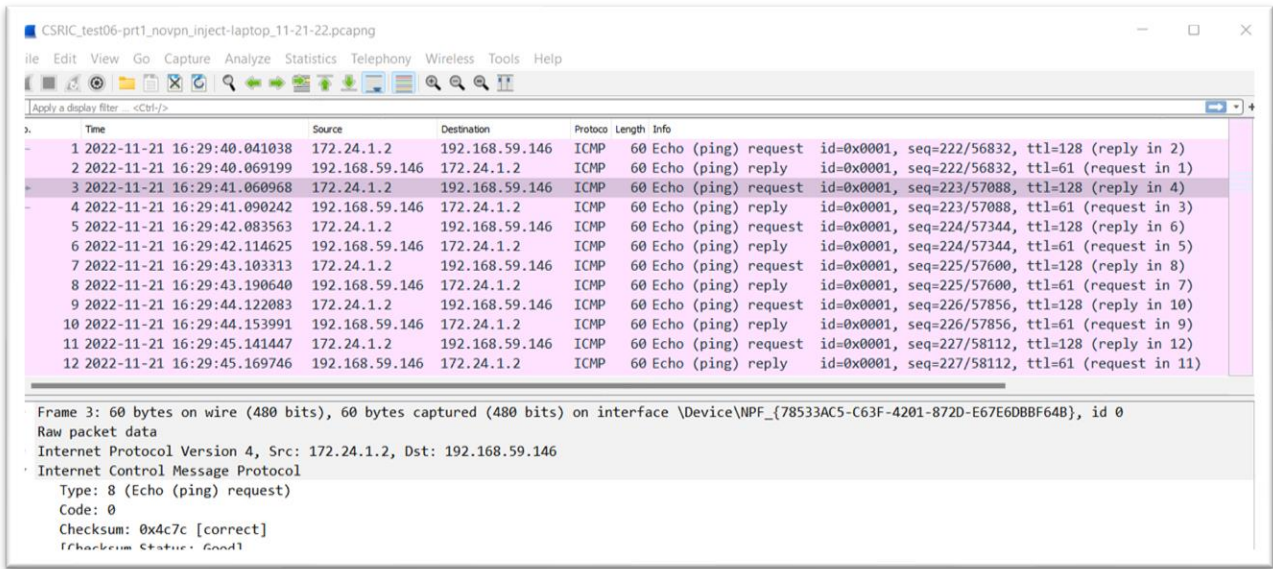 CSRIC_test06-prt1_novpn_inject-laptop_11-21-22.pcapng
ile Edit View Go Capture Analyze Statistics Telephony Wireless Tools Help
Apply a display filter ... <Ctrl-/>
o. Time Source Destination Protoco Length Info
1 2022-11-21 16:29:40.041038 172.24.1.2 192.168.59.146 ICMP 60 Echo (ping) request id=0x0001, seq=222/56832, ttl=128 (reply in 2)
2 2022-11-21 16:29:40.069199 192.168.59.146 172.24.1.2 ICMP 60 Echo (ping) reply id=0x0001, seq=222/56832, ttl=61 (request in 1)
3 2022-11-21 16:29:41.060968 172.24.1.2 192.168.59.146 ICMP 60 Echo (ping) request id=0x0001, seq=223/57088, ttl=128 (reply in 4)
4 2022-11-21 16:29:41.090242 192.168.59.146 172.24.1.2 ICMP 60 Echo (ping) reply id=0x0001, seq=223/57088, ttl=61 (request in 3)
5 2022-11-21 16:29:42.083563 172.24.1.2 192.168.59.146 ICMP 60 Echo (ping) request id=0x0001, seq=224/57344, ttl=128 (reply in 6)
6 2022-11-21 16:29:42.114625 192.168.59.146 172.24.1.2 ICMP 60 Echo (ping) reply id=0x0001, seq=224/57344, ttl=61 (request in 5)
7 2022-11-21 16:29:43.103313 172.24.1.2 192.168.59.146 ICMP 60 Echo (ping) request id=0x0001, seq=225/57600, ttl=128 (reply in 8)
8 2022-11-21 16:29:43.190640 192.168.59.146 172.24.1.2 ICMP 60 Echo (ping) reply id=0x0001, seq=225/57600, ttl=61 (request in 7)
9 2022-11-21 16:29:44.122083 172.24.1.2 192.168.59.146 ICMP 60 Echo (ping) request id=0x0001, seq=226/57856, ttl=128 (reply in 10)
10 2022-11-21 16:29:44.153991 192.168.59.146 172.24.1.2 ICMP 60 Echo (ping) reply id=0x0001, seq=226/57856, ttl=61 (request in 9)
11 2022-11-21 16:29:45.141447 172.24.1.2 192.168.59.146 ICMP 60 Echo (ping) request id=0x0001, seq=227/58112, ttl=128 (reply in 12)
12 2022-11-21 16:29:45.169746 192.168.59.146 172.24.1.2 ICMP 60 Echo (ping) reply id=0x0001, seq=227/58112, ttl=61 (request in 11)
Frame 3: 60 bytes on wire (480 bits), 60 bytes captured (480 bits) on interface \Device\NPF_{78533AC5-C63F-4201-872D-E67E6DBBF64B}, id 0
Raw packet data
Internet Protocol Version 4, Src: 172.24.1.2, Dst: 192.168.59.146
Internet Control Message Protocol
Type: 8 (Echo (ping) request)
Code: 0
Checksum: 0x4c7c [correct]
[Checksum Status: Good]